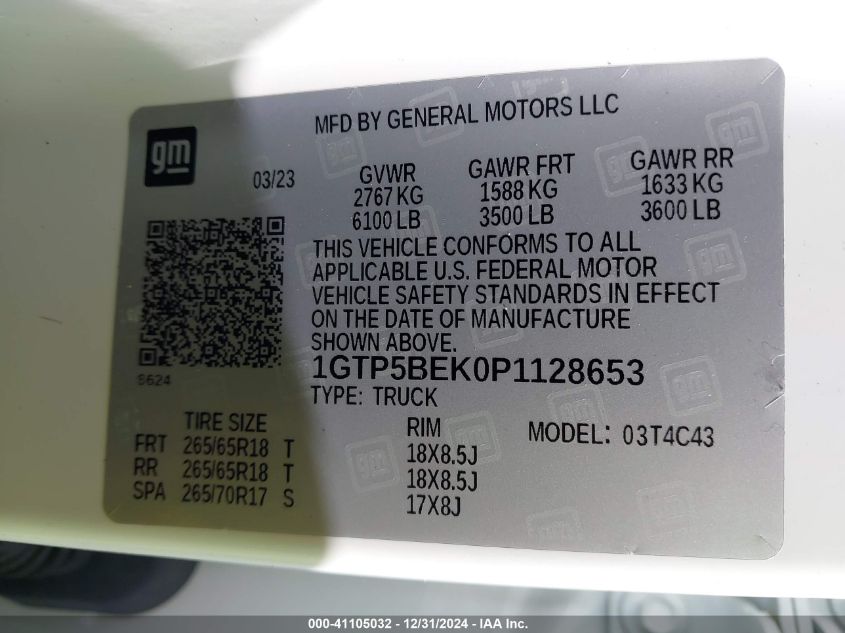 MFD BY GENERAL MOTORS LLC
gm
03/23
GVWR GAWR FRT GAWR RR
2767 KG 1588 KG 1633 KG
6100 LB 3500 LB 3600 LB
THIS VEHICLE CONFORMS TO ALL
APPLICABLE U.S. FEDERAL MOTOR
VEHICLE SAFETY STANDARDS IN EFFECT
ON THE DATE OF MANUFACTURE
SHOWN ABOVE.
8624
1GTP5BEK0P1128653
TYPE: TRUCK
TIRE SIZE RIM MODEL: 03T4C43
FRT 265/65R18 T 18X8.5J
RR 265/65R18 T 18X8.5J
SPA 265/70R17 S 17X8J
000-41105032 - 12/31/2024 - IAA Inc.